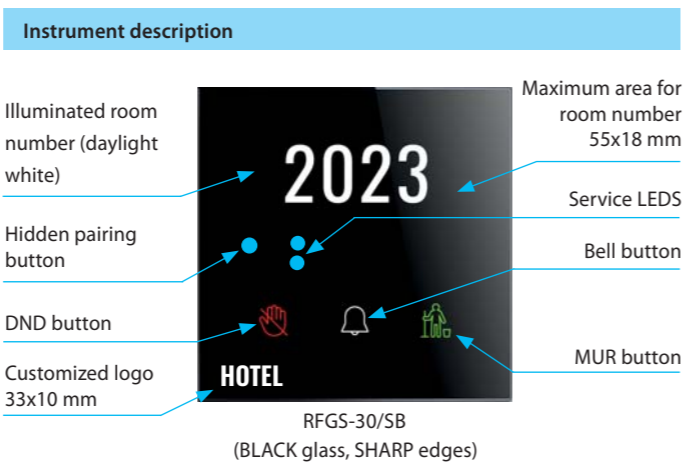 Instrument description
Illuminated room
number (daylight
white)
Hidden pairing
button
DND button
Customized logo
33x10 mm
2023
HOTEL
Maximum area for
room number
55x18 mm
Service LEDS
Bell button
MUR button
RFGS-30/SB
(BLACK glass, SHARP edges)